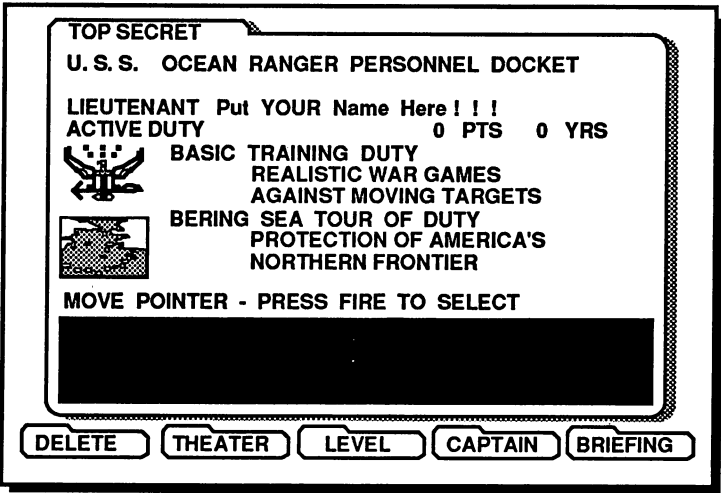 TOP SECRET
U. S. S. OCEAN RANGER PERSONNEL DOCKET
LIEUTENANT Put YOUR Name Here ! ! !
ACTIVE DUTY 0 PTS 0 YRS
BASIC TRAINING DUTY
REALISTIC WAR GAMES
AGAINST MOVING TARGETS
BERING SEA TOUR OF DUTY
PROTECTION OF AMERICA'S
NORTHERN FRONTIER
MOVE POINTER - PRESS FIRE TO SELECT
DELETE THEATER LEVEL CAPTAIN BRIEFING